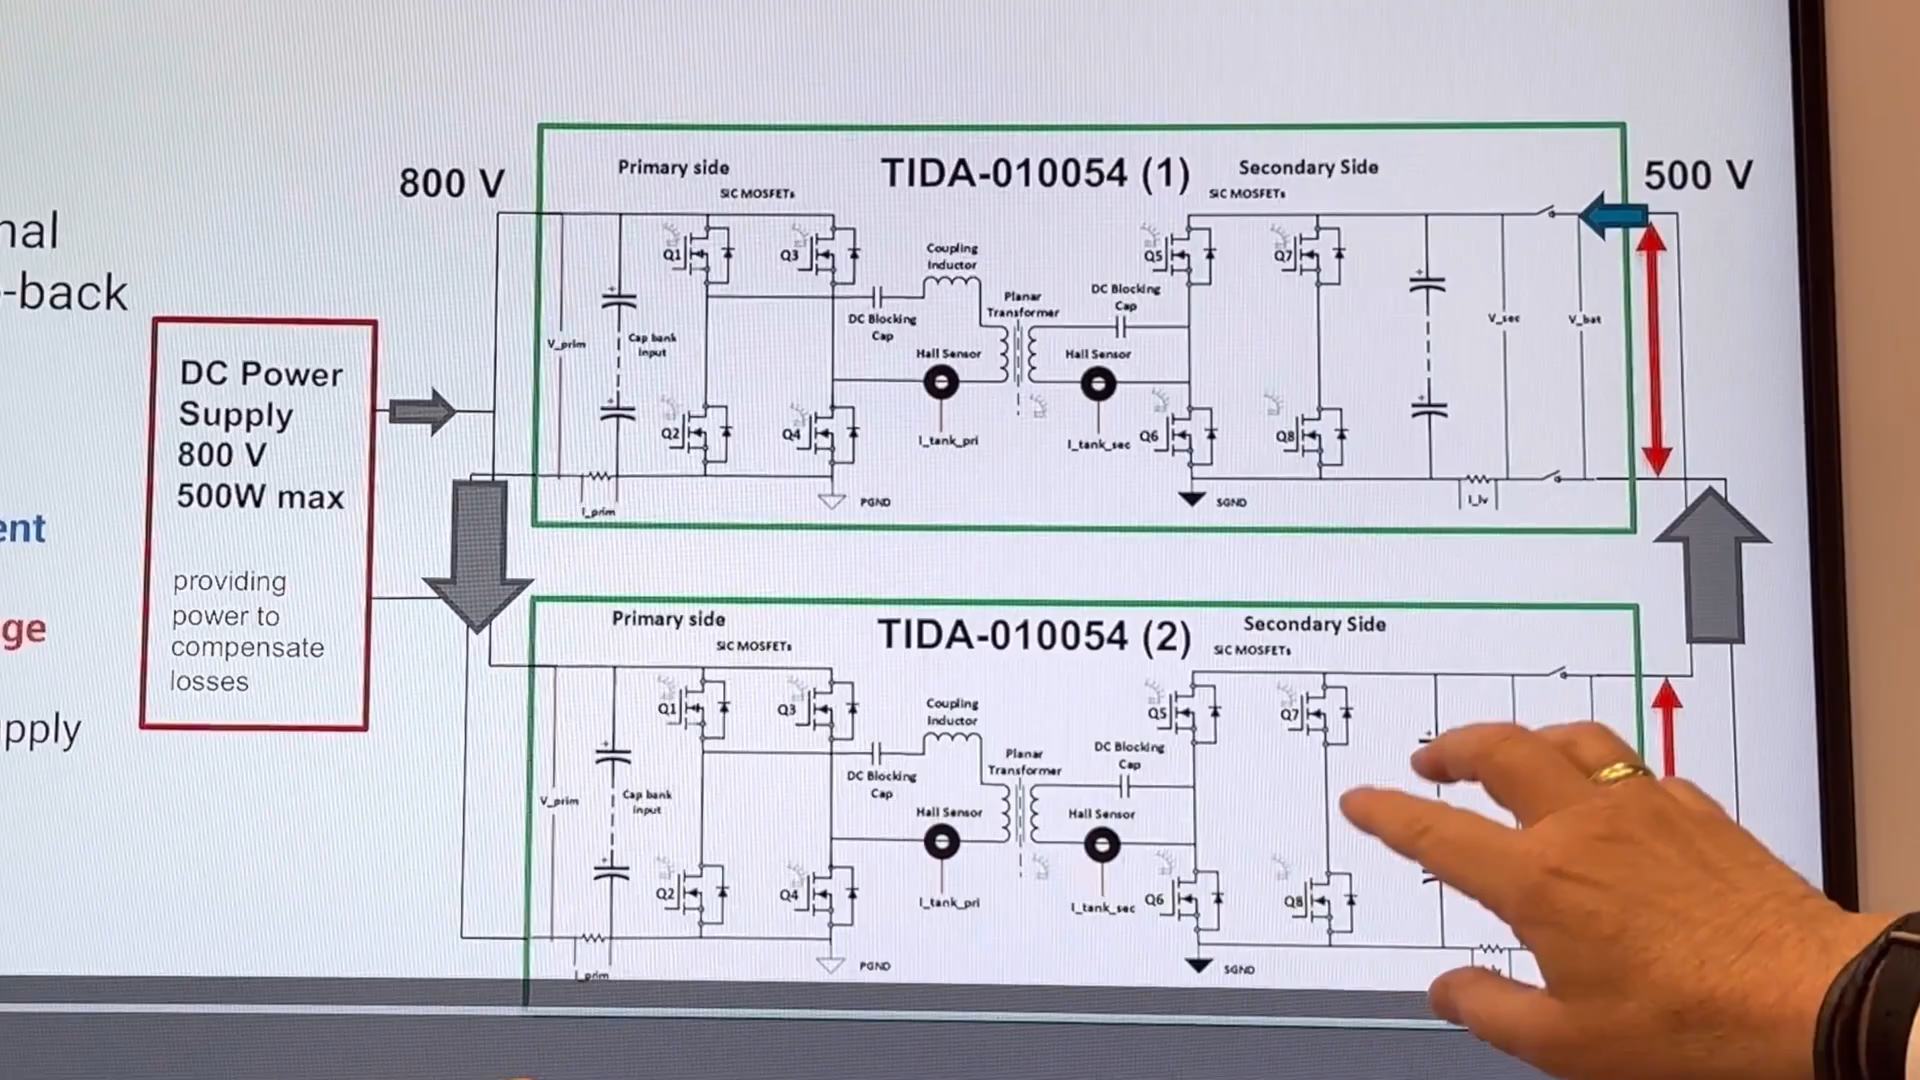 nal
-back
ent
ge
pply
DC Power
Supply
800 V
500W max
providing
power to
compensate
losses
800 V
500 V
Primary side
TIDA-010054 (1)
Secondary Side
SiC MOSFETs
SiC MOSFETs
Q1
Q3
Q5
Q7
Coupling
Inductor
DC Blocking
Cap
Planar
Transformer
DC Blocking
Cap
V_prim
Cap bank
Input
Hall Sensor
Hall Sensor
V_sec
V_bat
Q2
Q4
I_tank_pri
I_tank_sec
Q6
Q8
I_prim
PGND
SGND
I_lv
Primary side
TIDA-010054 (2)
Secondary Side
SiC MOSFETs
SiC MOSFETs
Q1
Q3
Q5
Q7
Coupling
Inductor
DC Blocking
Cap
Planar
Transformer
DC Blocking
Cap
V_prim
Cap bank
Input
Hall Sensor
Hall Sensor
Q2
Q4
I_tank_pri
I_tank_sec
Q6
Q8
I_prim
PGND
SGND